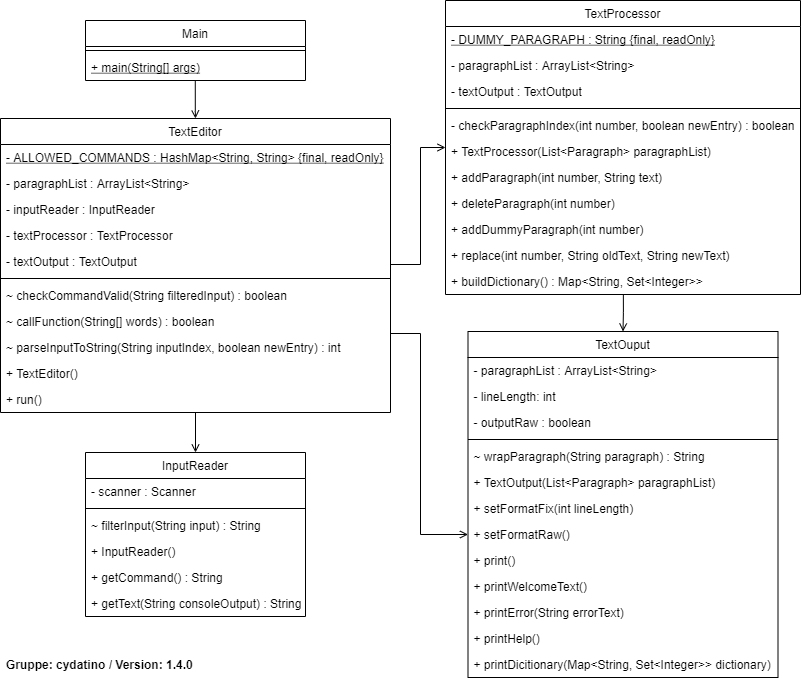 Main
+ main(String[] args)
TextEditor
- ALLOWED_COMMANDS : HashMap<String, String> {final, readOnly}
- paragraphList : ArrayList<String>
- inputReader : InputReader
- textProcessor : TextProcessor
- textOutput : TextOutput
~ checkCommandValid(String filteredInput) : boolean
~ callFunction(String[] words) : boolean
~ parseInputToString(String inputIndex, boolean newEntry) : int
+ TextEditor()
+ run()
InputReader
- scanner : Scanner
~ filterInput(String input) : String
+ InputReader()
+ getCommand() : String
+ getText(String consoleOutput) : String
TextProcessor
- DUMMY_PARAGRAPH : String {final, readOnly}
- paragraphList : ArrayList<String>
- textOutput : TextOutput
- checkParagraphIndex(int number, boolean newEntry) : boolean
+ TextProcessor(List<Paragraph> paragraphList)
+ addParagraph(int number, String text)
+ deleteParagraph(int number)
+ addDummyParagraph(int number)
+ replace(int number, String oldText, String newText)
+ buildDictionary() : Map<String, Set<Integer>>
TextOuput
- paragraphList : ArrayList<String>
- lineLength: int
- outputRaw : boolean
~ wrapParagraph(String paragraph) : String
+ TextOutput(List<Paragraph> paragraphList)
+ setFormatFix(int lineLength)
+ setFormatRaw()
+ print()
+ printWelcomeText()
+ printError(String errorText)
+ printHelp()
+ printDicitionary(Map<String, Set<Integer>> dictionary)
Gruppe: cydatino / Version: 1.4.0